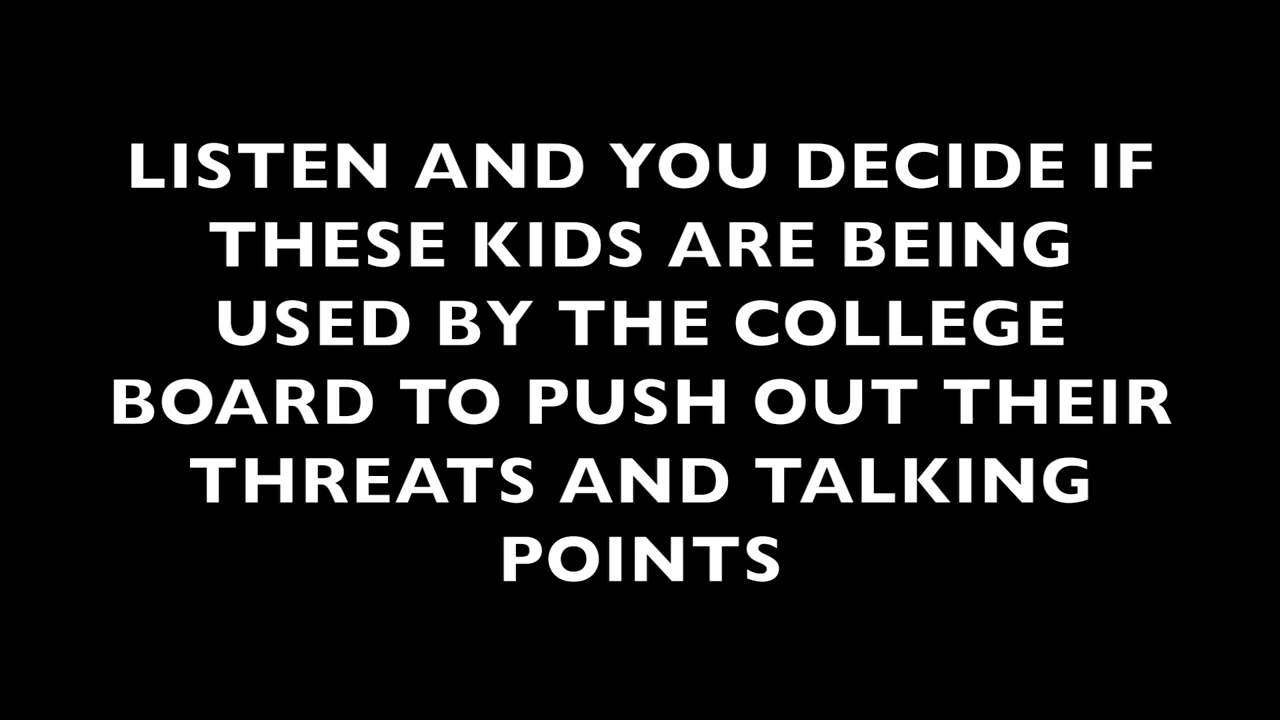 LISTEN AND YOU DECIDE IF
THESE KIDS ARE BEING
USED BY THE COLLEGE
BOARD TO PUSH OUT THEIR
THREATS AND TALKING
POINTS